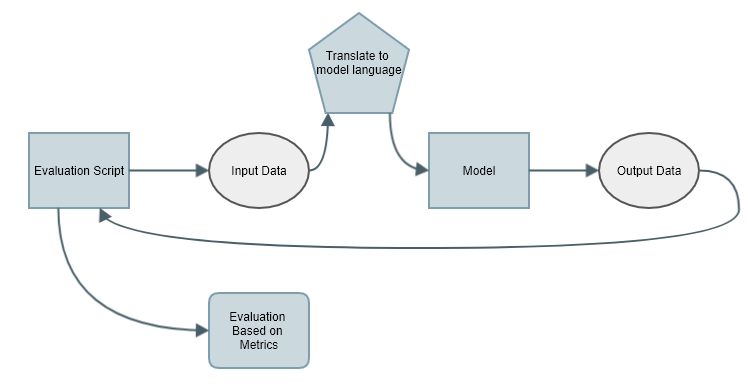 Translate to
model language
Evaluation Script
Input Data
Model
Output Data
Evaluation
Based on
Metrics